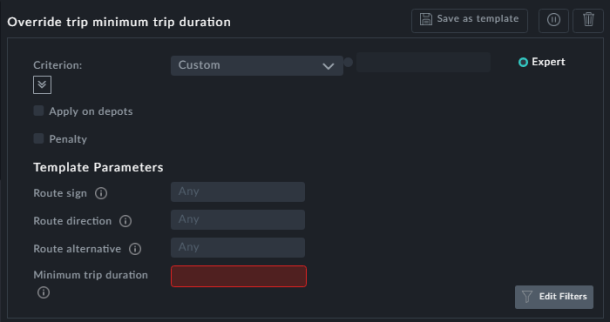 Override trip minimum trip duration
Save as template
Criterion:
Custom
Expert
Apply on depots
Penalty
Template Parameters
Route sign
Any
Route direction
Any
Route alternative
Any
Minimum trip duration
Edit Filters